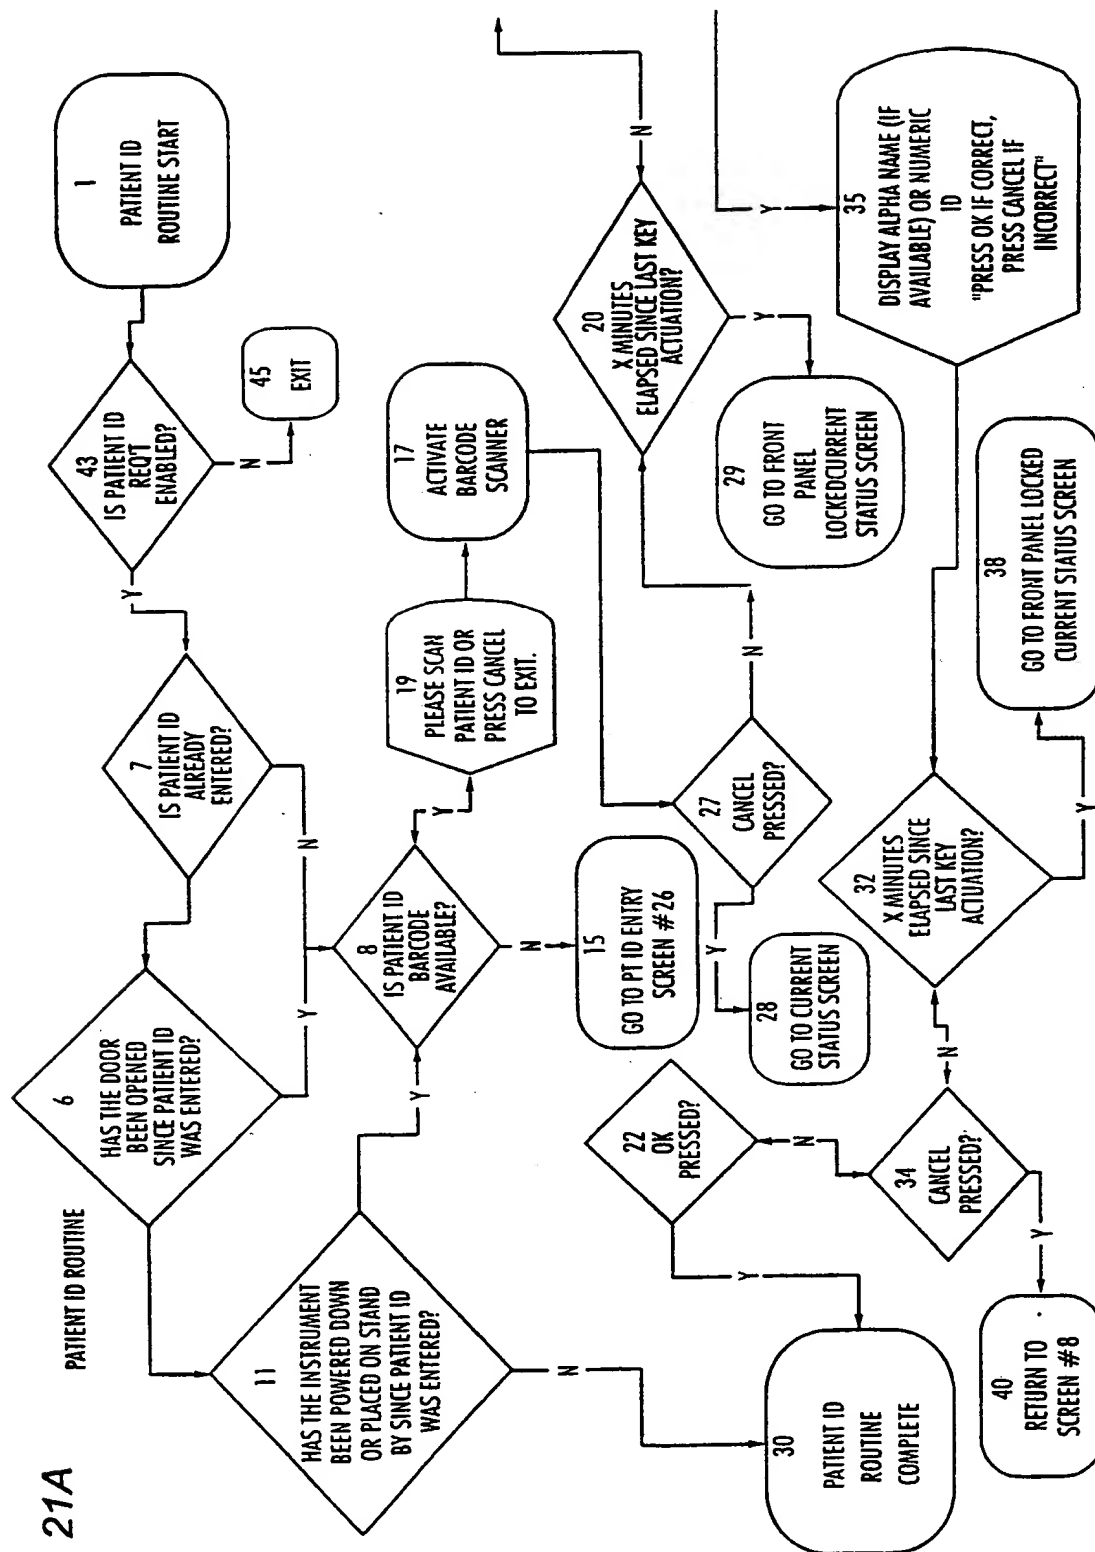 21A
PATIENT ID ROUTINE
1
PATIENT ID
ROUTINE START
43
IS PATIENT ID
REQ'T
ENABLED?
N
45
EXIT
Y
7
IS PATIENT ID
ALREADY
ENTERED?
N
6
HAS THE DOOR
BEEN OPENED
SINCE PATIENT ID
WAS ENTERED?
Y
11
HAS THE INSTRUMENT
BEEN POWERED DOWN
OR PLACED ON STAND
BY SINCE PATIENT ID
WAS ENTERED?
Y
N
8
IS PATIENT ID
BARCODE
AVAILABLE?
Y
N
19
PLEASE SCAN
PATIENT ID OR
PRESS CANCEL
TO EXIT.
17
ACTIVATE
BARCODE
SCANNER
15
GO TO PT ID ENTRY
SCREEN #26
27
CANCEL
PRESSED?
N
Y
28
GO TO CURRENT
STATUS SCREEN
20
X MINUTES
ELAPSED SINCE LAST KEY
ACTUATION?
N
Y
29
GO TO FRONT
PANEL
LOCKEDCURRENT
STATUS SCREEN
Y
35
DISPLAY ALPHA NAME (IF
AVAILABLE) OR NUMERIC
ID
"PRESS OK IF CORRECT,
PRESS CANCEL IF
INCORRECT"
32
X MINUTES
ELAPSED SINCE
LAST KEY
ACTUATION?
Y
38
GO TO FRONT PANEL LOCKED
CURRENT STATUS SCREEN
N
34
CANCEL
PRESSED?
Y
40
RETURN TO
SCREEN #8
N
22
OK
PRESSED?
Y
30
PATIENT ID
ROUTINE
COMPLETE